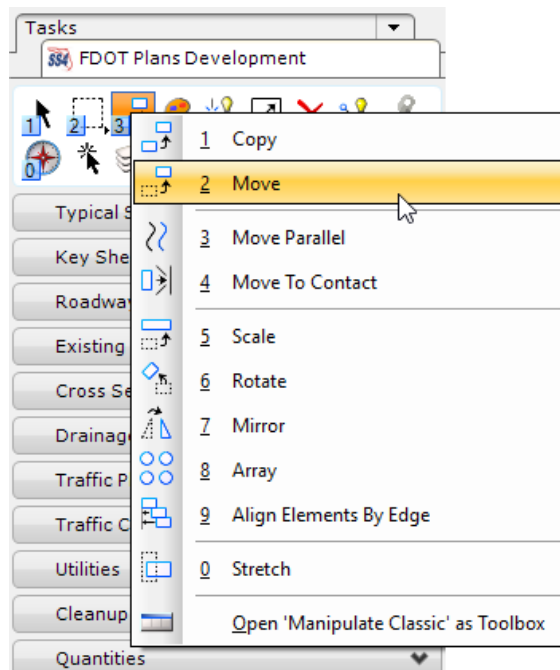 Tasks
SS4 FDOT Plans Development
1 2 3
0
1 Copy
2 Move
3 Move Parallel
4 Move To Contact
5 Scale
6 Rotate
7 Mirror
8 Array
9 Align Elements By Edge
0 Stretch
Open 'Manipulate Classic' as Toolbox
Typical S
Key She
Roadway
Existing
Cross Se
Drainag
Traffic P
Traffic C
Utilities
Cleanup
Quantities